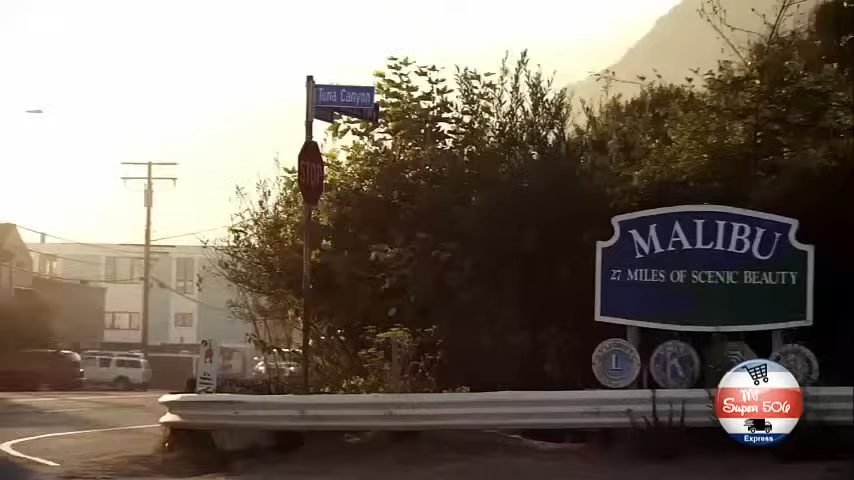 Tuna Canyon
STOP
MALIBU
27 MILES OF SCENIC BEAUTY
L
K
Mi
Super 506
Express